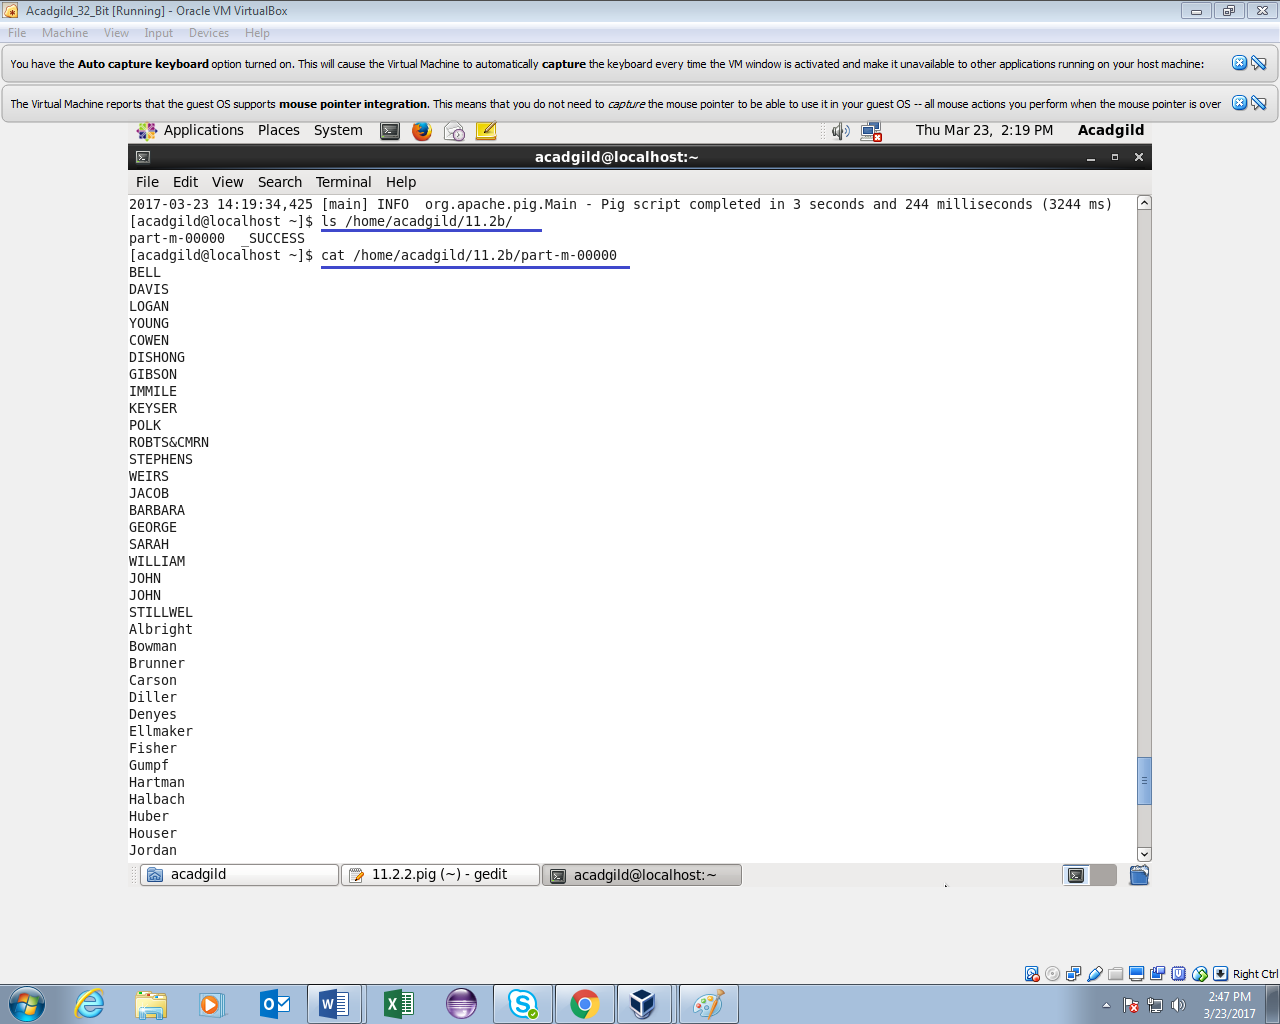 Acadgild_32_Bit [Running] - Oracle VM VirtualBox
File Machine View Input Devices Help
You have the Auto capture keyboard option turned on. This will cause the Virtual Machine to automatically capture the keyboard every time the VM window is activated and make it unavailable to other applications running on your host machine:
The Virtual Machine reports that the guest OS supports mouse pointer integration. This means that you do not need to capture the mouse pointer to be able to use it in your guest OS -- all mouse actions you perform when the mouse pointer is over
Applications Places System Thu Mar 23, 2:19 PM Acadgild
acadgild@localhost:~
File Edit View Search Terminal Help
2017-03-23 14:19:34,425 [main] INFO  org.apache.pig.Main - Pig script completed in 3 seconds and 244 milliseconds (3244 ms)
[acadgild@localhost ~]$ ls /home/acadgild/11.2b/
part-m-00000  _SUCCESS
[acadgild@localhost ~]$ cat /home/acadgild/11.2b/part-m-00000
BELL
DAVIS
LOGAN
YOUNG
COWEN
DISHONG
GIBSON
IMMILE
KEYSER
POLK
ROBTS&CMRN
STEPHENS
WEIRS
JACOB
BARBARA
GEORGE
SARAH
WILLIAM
JOHN
JOHN
STILLWEL
Albright
Bowman
Brunner
Carson
Diller
Denyes
Ellmaker
Fisher
Gumpf
Hartman
Halbach
Huber
Houser
Jordan
acadgild 11.2.2.pig (~) - gedit acadgild@localhost:~
Right Ctrl
2:47 PM
3/23/2017